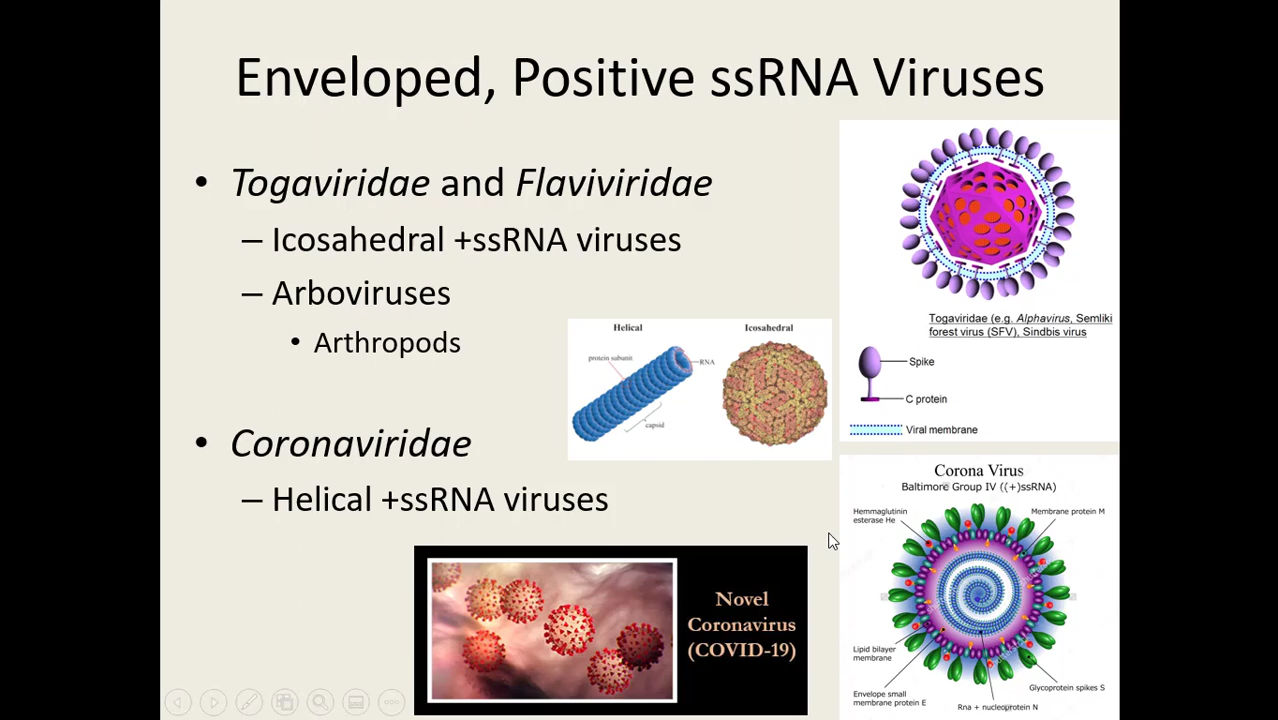 Enveloped, Positive ssRNA Viruses
• Togaviridae and Flaviviridae
– Icosahedral +ssRNA viruses
– Arboviruses
• Arthropods
• Coronaviridae
– Helical +ssRNA viruses
Helical
Icosahedral
protein subunit
RNA
capsid
Togaviridae (e.g. Alphavirus, Semliki
forest virus (SFV), Sindbis virus
Spike
C protein
Viral membrane
Corona Virus
Baltimore Group IV ((+)ssRNA)
Hemmaglutinin
esterase He
Membrane protein M
Lipid bilayer
membrane
Envelope small
membrane protein E
Glycoprotein spikes S
Rna + nucleoprotein N
Novel
Coronavirus
(COVID-19)